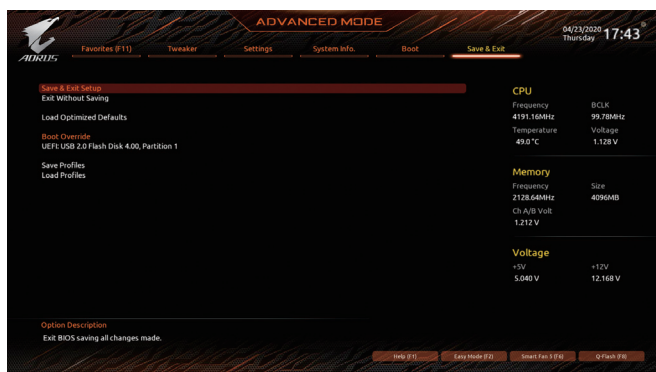 ADVANCED MODE
04/23/2020
Thursday
17:43
AORUS
Favorites (F11) Tweaker Settings System Info. Boot Save & Exit
Save & Exit Setup
Exit Without Saving
Load Optimized Defaults
Boot Override
UEFI: USB 2.0 Flash Disk 4.00, Partition 1
Save Profiles
Load Profiles
CPU
Frequency BCLK
4191.16MHz 99.78MHz
Temperature Voltage
49.0 °C 1.128 V
Memory
Frequency Size
2128.64MHz 4096MB
Ch A/B Volt
1.212 V
Voltage
+5V +12V
5.040 V 12.168 V
Option Description
Exit BIOS saving all changes made.
Help (F1) Easy Mode (F2) Smart Fan 5 (F6) Q-Flash (F8)